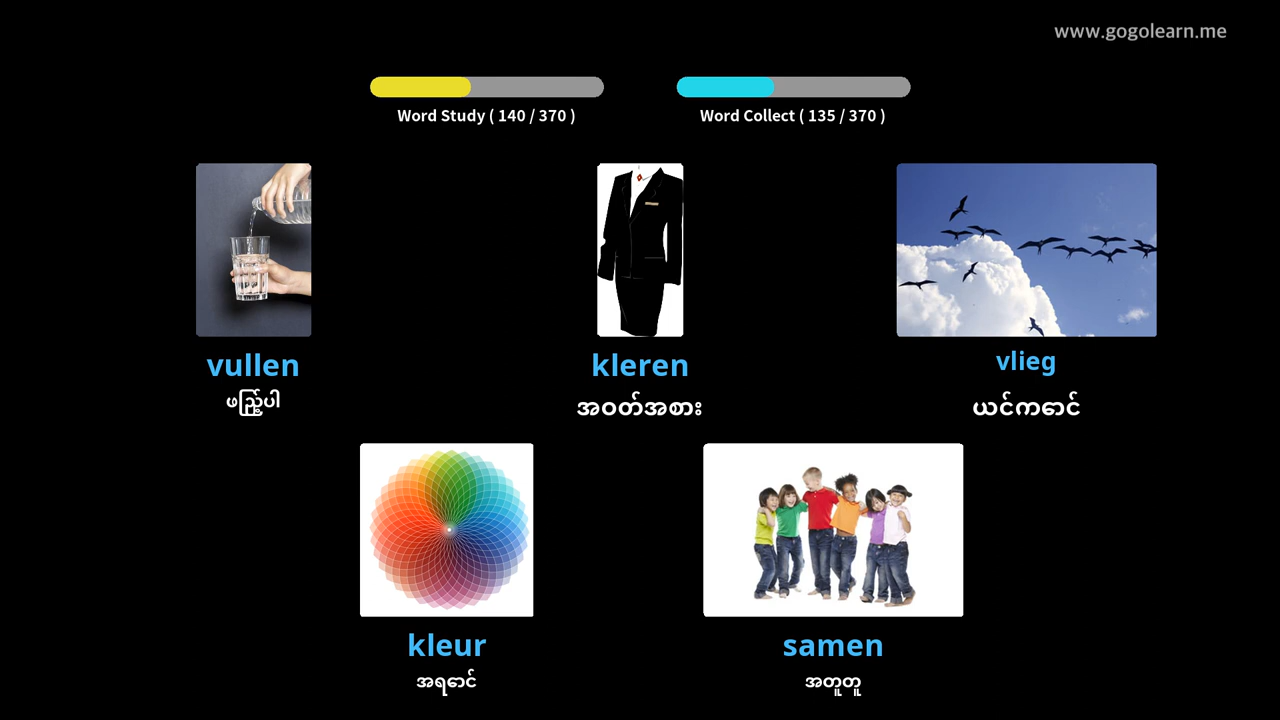 www.gogolearn.me
Word Study ( 140 / 370 )
Word Collect ( 135 / 370 )
vullen
ဖည့်ပါ
kleren
အဝတ်အစား
vlieg
ယင်ကောင်
kleur
အရောင်
samen
အတူတူ